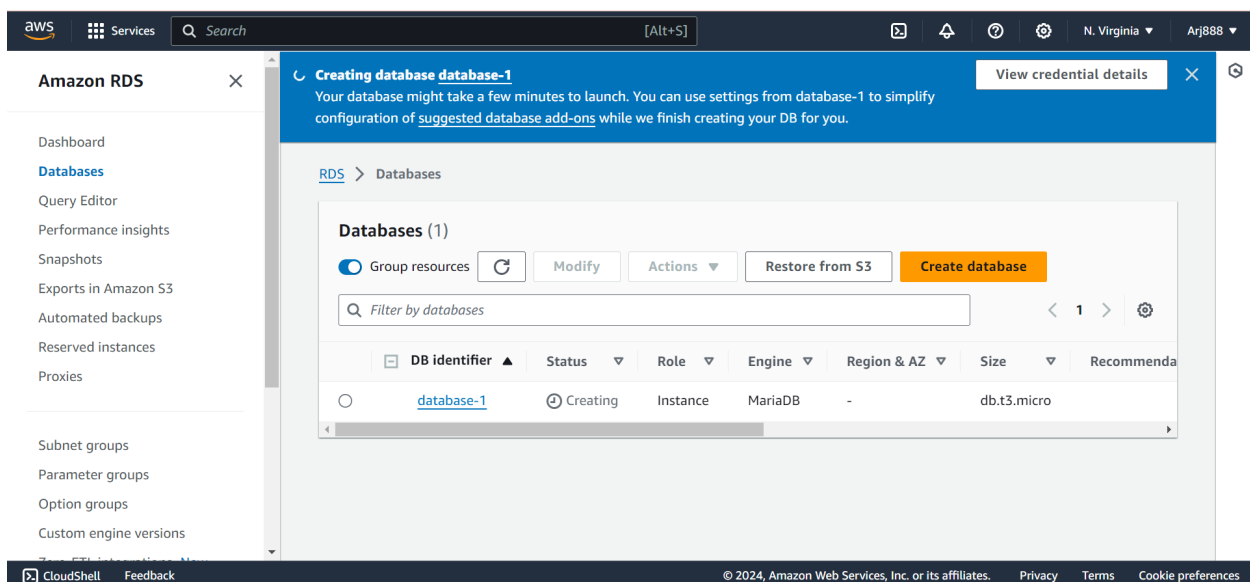 aws
Services
Search
[Alt+S]
N. Virginia
Arj888
Amazon RDS
Dashboard
Databases
Query Editor
Performance insights
Snapshots
Exports in Amazon S3
Automated backups
Reserved instances
Proxies
Subnet groups
Parameter groups
Option groups
Custom engine versions
Creating database database-1
View credential details
Your database might take a few minutes to launch. You can use settings from database-1 to simplify
configuration of suggested database add-ons while we finish creating your DB for you.
RDS > Databases
Databases (1)
Group resources
Modify
Actions
Restore from S3
Create database
Filter by databases
1
DB identifier Status Role Engine Region & AZ Size Recommenda
database-1 Creating Instance MariaDB - db.t3.micro
CloudShell Feedback
© 2024, Amazon Web Services, Inc. or its affiliates. Privacy Terms Cookie preferences